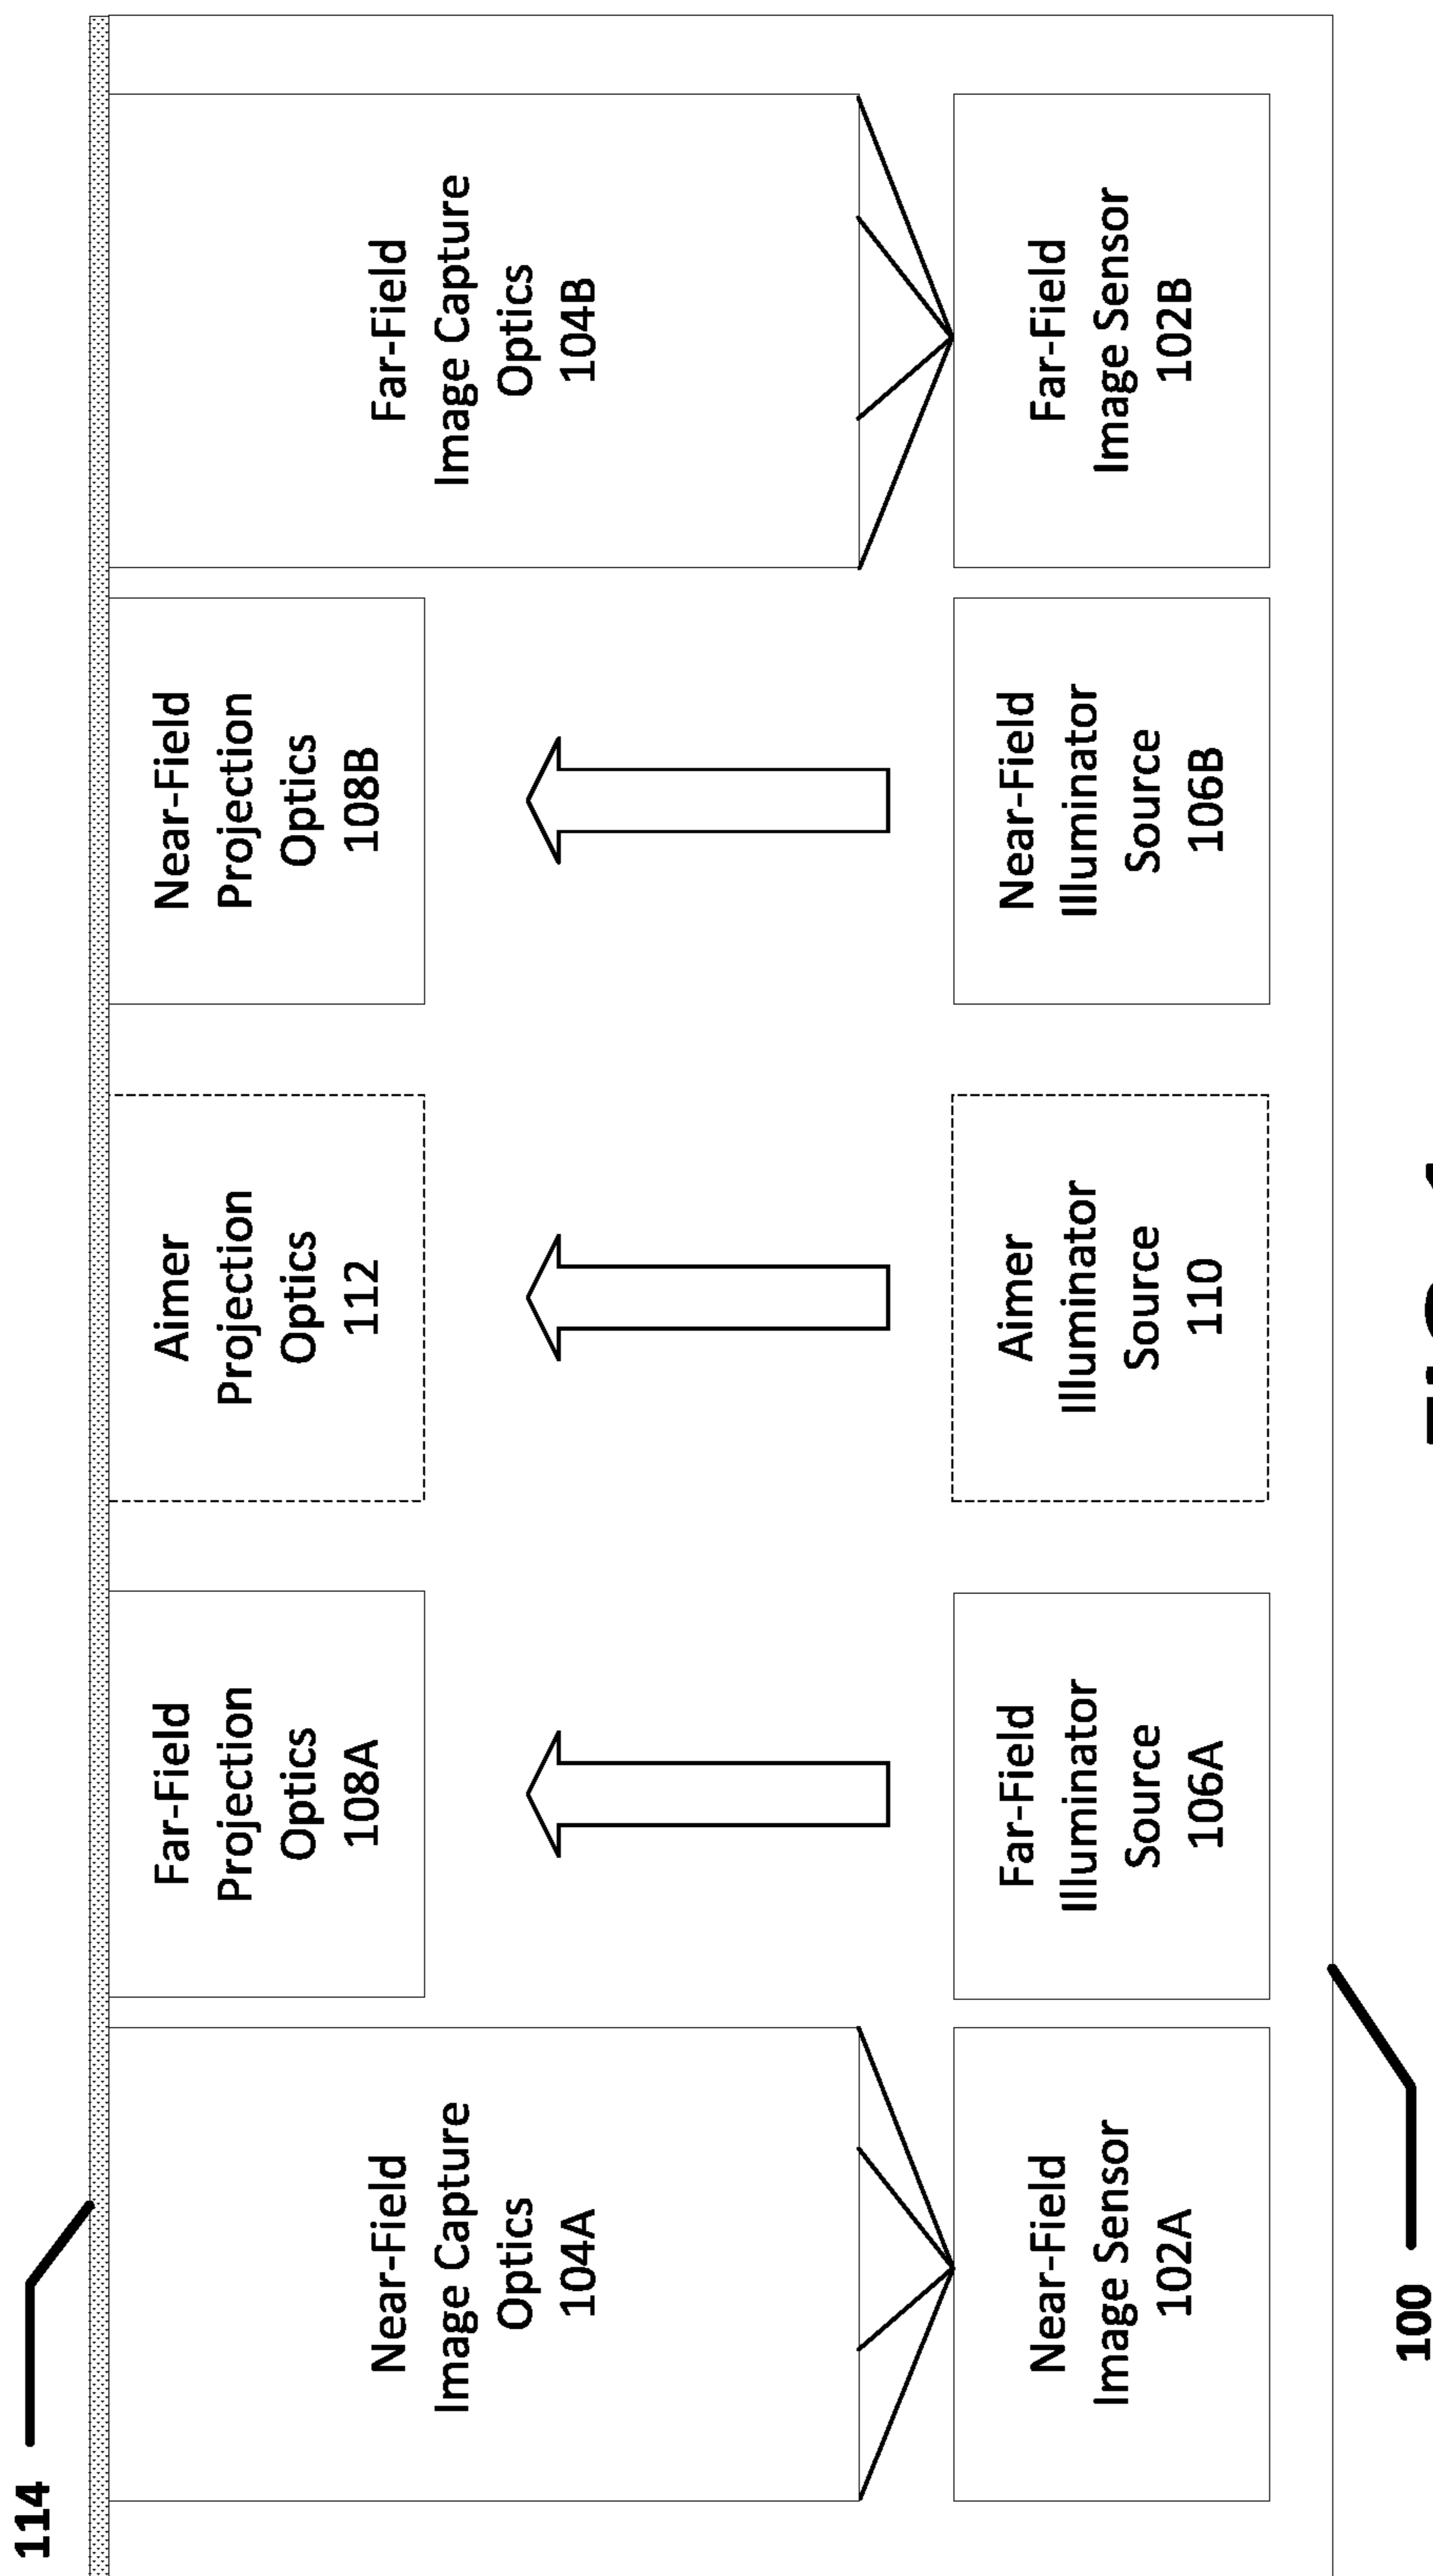 114
Near-Field
Image Capture
Optics
104A
Far-Field
Projection
Optics
108A
Aimer
Projection
Optics
112
Near-Field
Projection
Optics
108B
Far-Field
Image Capture
Optics
104B
Near-Field
Image Sensor
102A
Far-Field
Illuminator
Source
106A
Aimer
Illuminator
Source
110
Near-Field
Illuminator
Source
106B
Far-Field
Image Sensor
102B
100